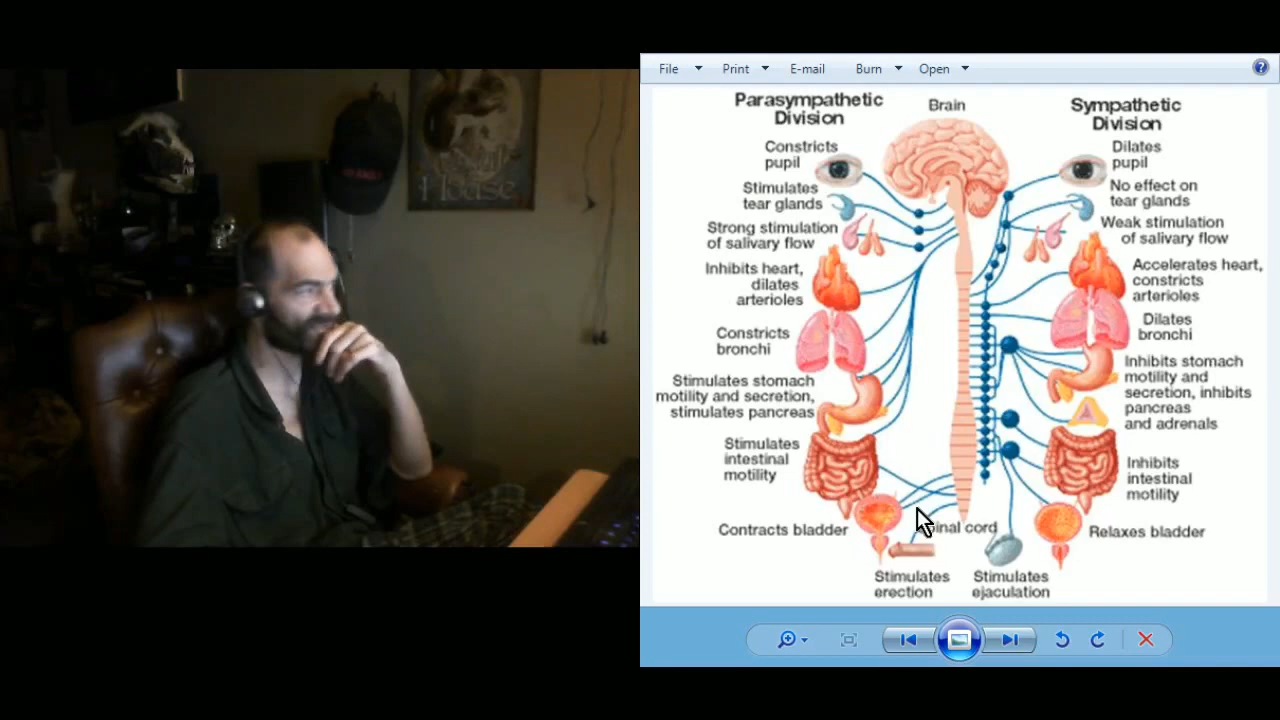 File
Print
E-mail
Burn
Open
?
House
Parasympathetic
Division
Brain
Sympathetic
Division
Constricts
pupil
Dilates
pupil
Stimulates
tear glands
No effect on
tear glands
Strong stimulation
of salivary flow
Weak stimulation
of salivary flow
Inhibits heart,
dilates
arterioles
Accelerates heart,
constricts
arterioles
Constricts
bronchi
Dilates
bronchi
Stimulates stomach
motility and secretion,
stimulates pancreas
Inhibits stomach
motility and
secretion, inhibits
pancreas
and adrenals
Stimulates
intestinal
motility
Inhibits
intestinal
motility
Contracts bladder
inal cord
Relaxes bladder
Stimulates
erection
Stimulates
ejaculation